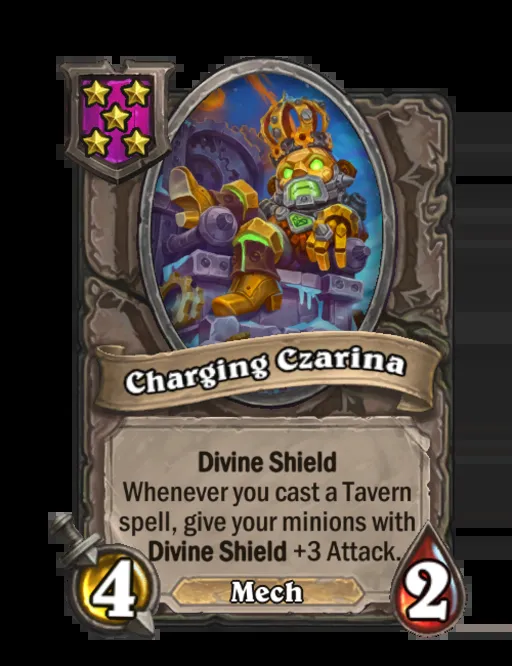 Charging Czarina
Divine Shield
Whenever you cast a Tavern
spell, give your minions with
Divine Shield +3 Attack.
4
Mech
2